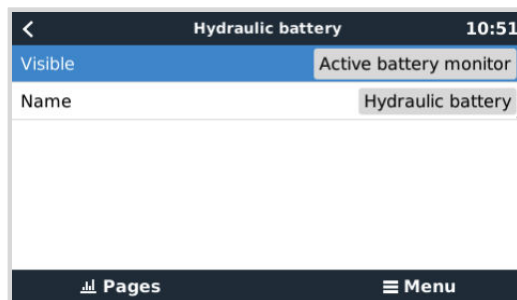 Hydraulic battery 10:51
Visible Active battery monitor
Name Hydraulic battery
Pages Menu